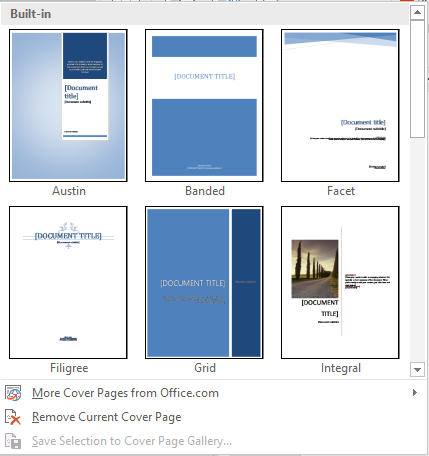 Built-in
[Document
title]
[Document subtitle]
Austin
[DOCUMENT TITLE]
Banded
[Document title]
[Document subtitle]
Facet
[DOCUMENT TITLE]
[Document subtitle]
Filigree
[DOCUMENT TITLE]
Grid
[DOCUMENT
TITLE]
[Document subtitle]
Integral
More Cover Pages from Office.com
Remove Current Cover Page
Save Selection to Cover Page Gallery...